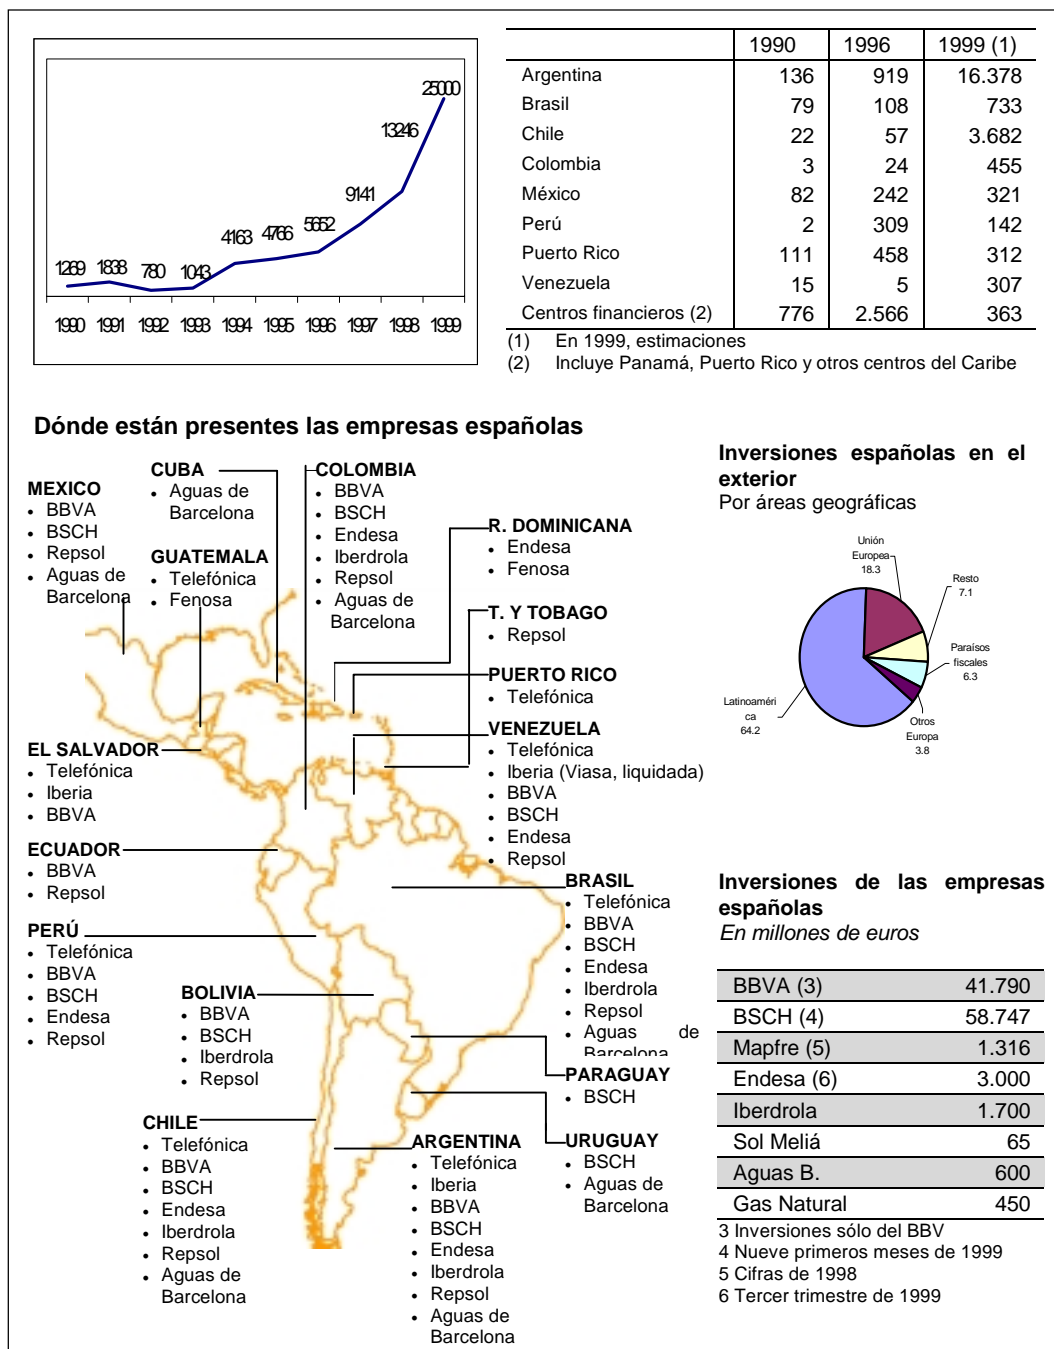 25000
13246
9141
5652
4766
4163
1269 1838 780 1043
1990 1991 1992 1993 1994 1995 1996 1997 1998 1999
1990 1996 1999 (1)
Argentina 136 919 16.378
Brasil 79 108 733
Chile 22 57 3.682
Colombia 3 24 455
México 82 242 321
Perú 2 309 142
Puerto Rico 111 458 312
Venezuela 15 5 307
Centros financieros (2) 776 2.566 363
(1) En 1999, estimaciones
(2) Incluye Panamá, Puerto Rico y otros centros del Caribe
Dónde están presentes las empresas españolas
MEXICO
• BBVA
• BSCH
• Repsol
• Aguas de
Barcelona
CUBA
• Aguas de
Barcelona
GUATEMALA
• Telefónica
• Fenosa
COLOMBIA
• BBVA
• BSCH
• Endesa
• Iberdrola
• Repsol
• Aguas de
Barcelona
R. DOMINICANA
• Endesa
• Fenosa
T. Y TOBAGO
• Repsol
PUERTO RICO
• Telefónica
VENEZUELA
• Telefónica
• Iberia (Viasa, liquidada)
• BBVA
• BSCH
• Endesa
• Repsol
EL SALVADOR
• Telefónica
• Iberia
• BBVA
ECUADOR
• BBVA
• Repsol
PERÚ
• Telefónica
• BBVA
• BSCH
• Endesa
• Repsol
BOLIVIA
• BBVA
• BSCH
• Iberdrola
• Repsol
BRASIL
• Telefónica
• BBVA
• BSCH
• Endesa
• Iberdrola
• Repsol
• Aguas de
Barcelona
PARAGUAY
• BSCH
URUGUAY
• BSCH
• Aguas de
Barcelona
CHILE
• Telefónica
• BBVA
• BSCH
• Endesa
• Iberdrola
• Repsol
• Aguas de
Barcelona
ARGENTINA
• Telefónica
• Iberia
• BBVA
• BSCH
• Endesa
• Iberdrola
• Repsol
• Aguas de
Barcelona
Inversiones españolas en el
exterior
Por áreas geográficas
Unión
Europea
18.3
Resto
7.1
Paraísos
fiscales
6.3
Otros
Europa
3.8
Latinoaméri
ca
64.2
Inversiones de las empresas
españolas
En millones de euros
BBVA (3) 41.790
BSCH (4) 58.747
Mapfre (5) 1.316
Endesa (6) 3.000
Iberdrola 1.700
Sol Meliá 65
Aguas B. 600
Gas Natural 450
3 Inversiones sólo del BBV
4 Nueve primeros meses de 1999
5 Cifras de 1998
6 Tercer trimestre de 1999